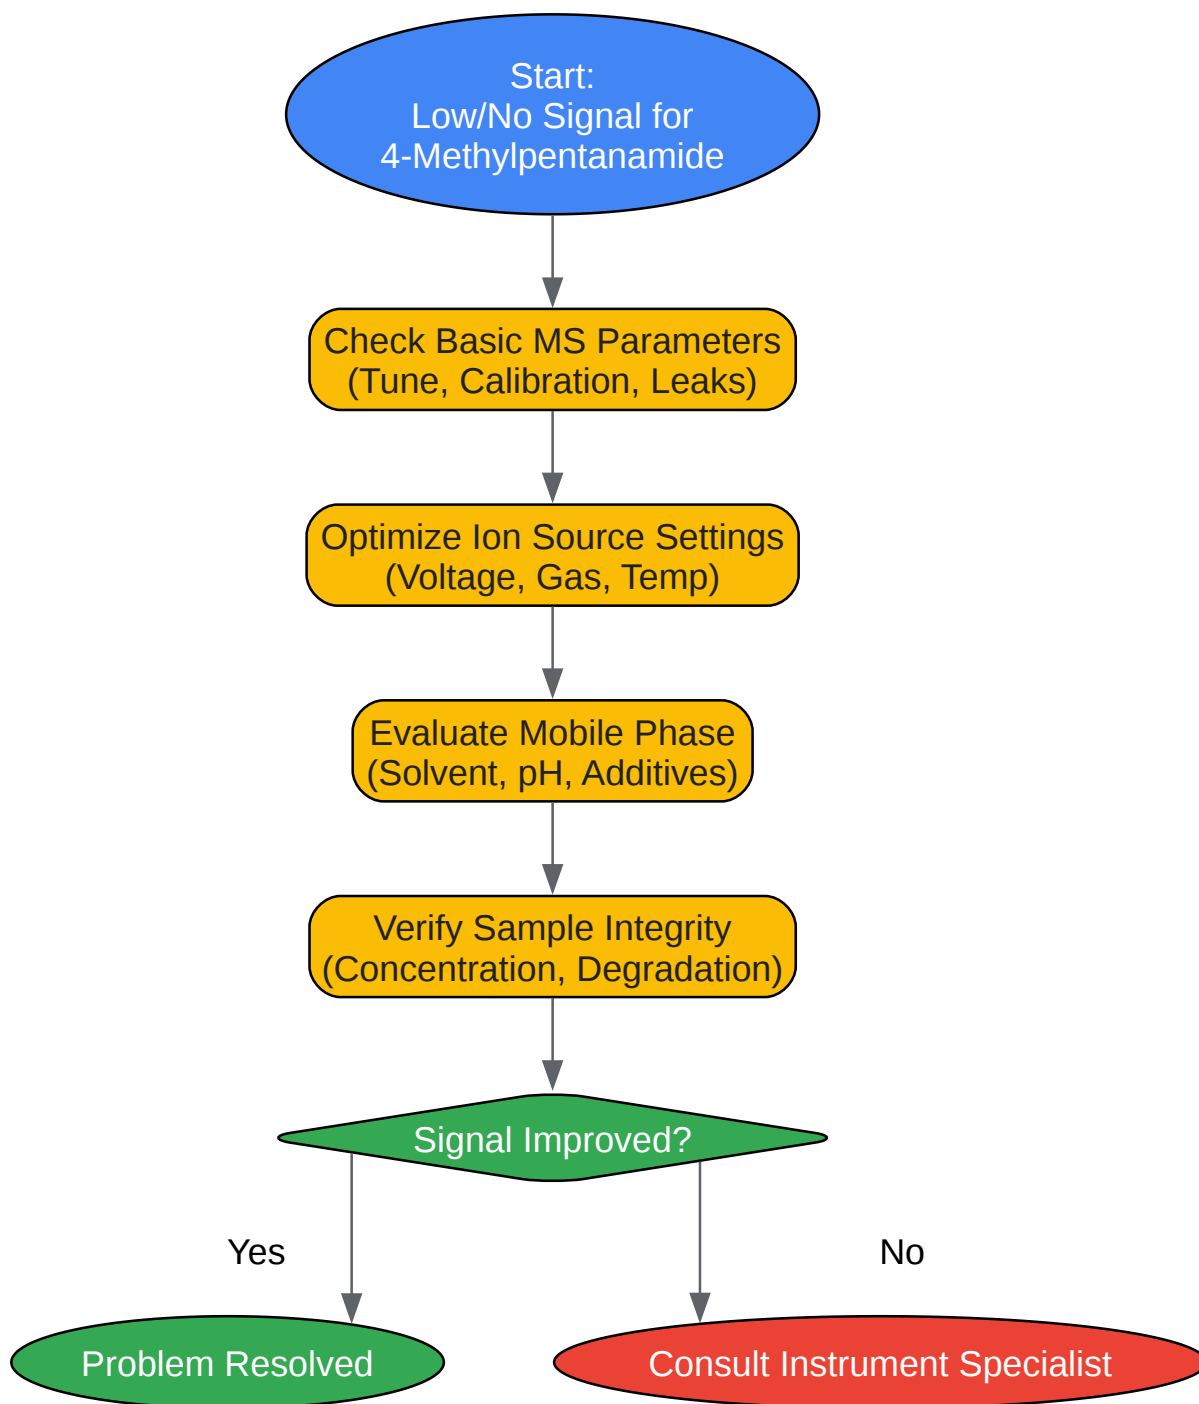 Start:
Low/No Signal for
4-Methylpentanamide
Check Basic MS Parameters
(Tune, Calibration, Leaks)
Optimize Ion Source Settings
(Voltage, Gas, Temp)
Evaluate Mobile Phase
(Solvent, pH, Additives)
Verify Sample Integrity
(Concentration, Degradation)
Signal Improved?
Yes
No
Problem Resolved
Consult Instrument Specialist